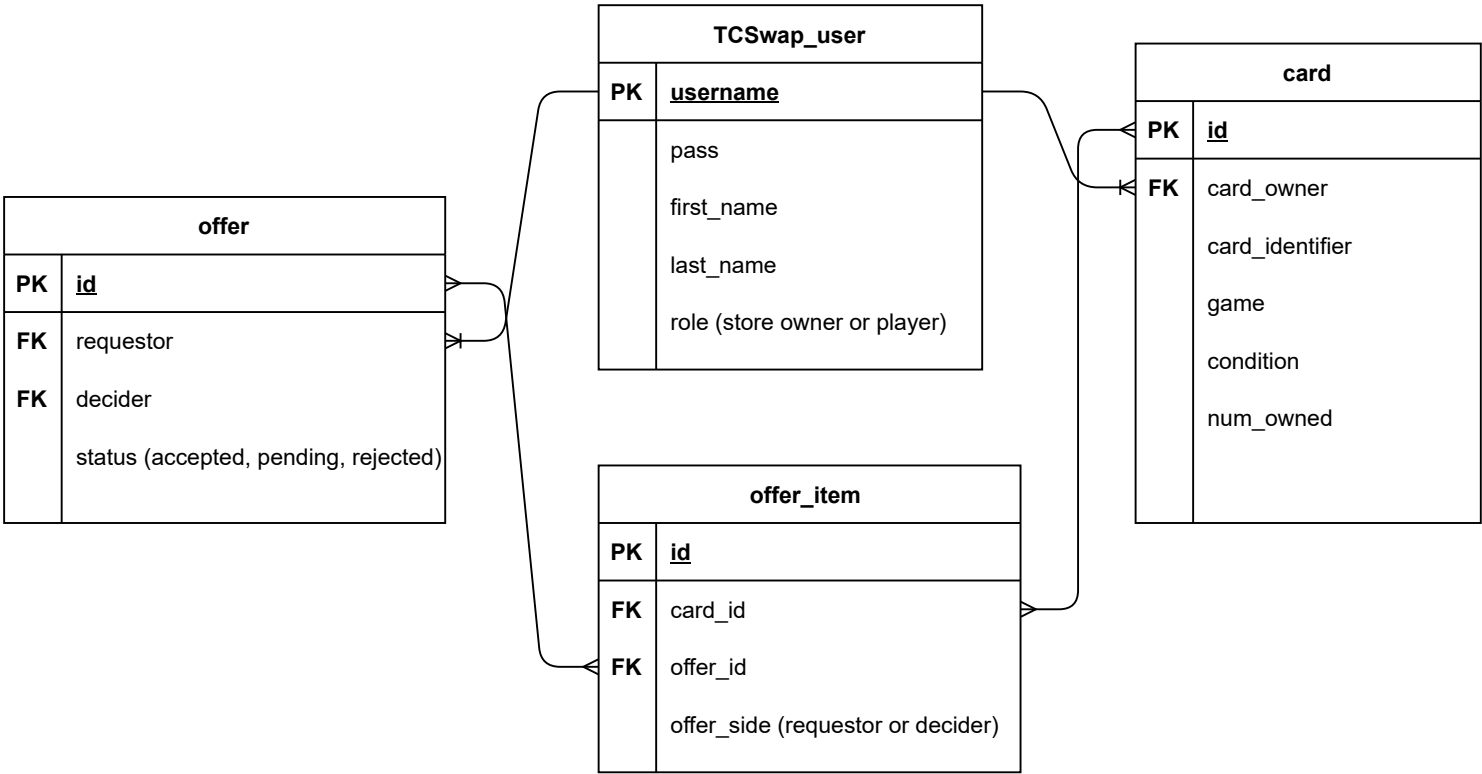 TCSwap_user
PK username
pass
first_name
last_name
role (store owner or player)
card
PK id
FK card_owner
card_identifier
game
condition
num_owned
offer
PK id
FK requestor
FK decider
status (accepted, pending, rejected)
offer_item
PK id
FK card_id
FK offer_id
offer_side (requestor or decider)